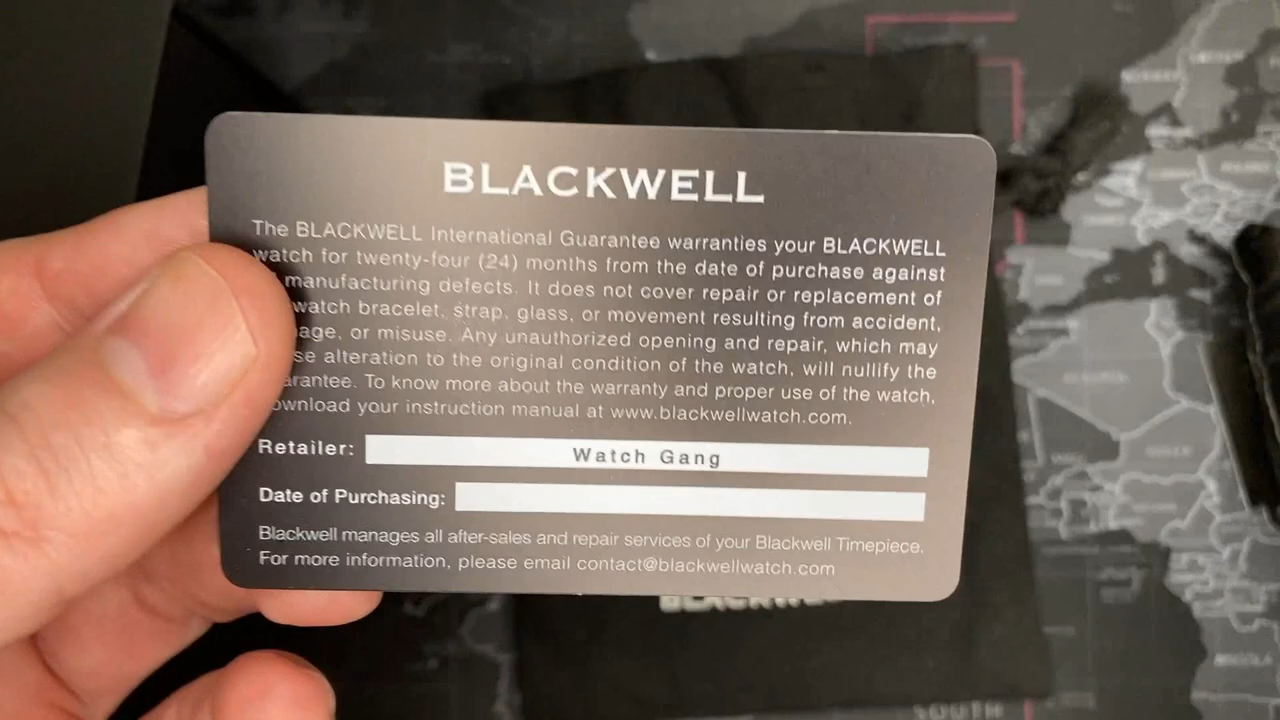 BLACKWELL
The BLACKWELL International Guarantee warranties your BLACKWELL
watch for twenty-four (24) months from the date of purchase against
manufacturing defects. It does not cover repair or replacement of
watch bracelet, strap, glass, or movement resulting from accident,
age, or misuse. Any unauthorized opening and repair, which may
se alteration to the original condition of the watch, will nullify the
arantee. To know more about the warranty and proper use of the watch,
ownload your instruction manual at www.blackwellwatch.com.
Retailer: Watch Gang
Date of Purchasing:
Blackwell manages all after-sales and repair services of your Blackwell Timepiece.
For more information, please email contact@blackwellwatch.com
SOUTH